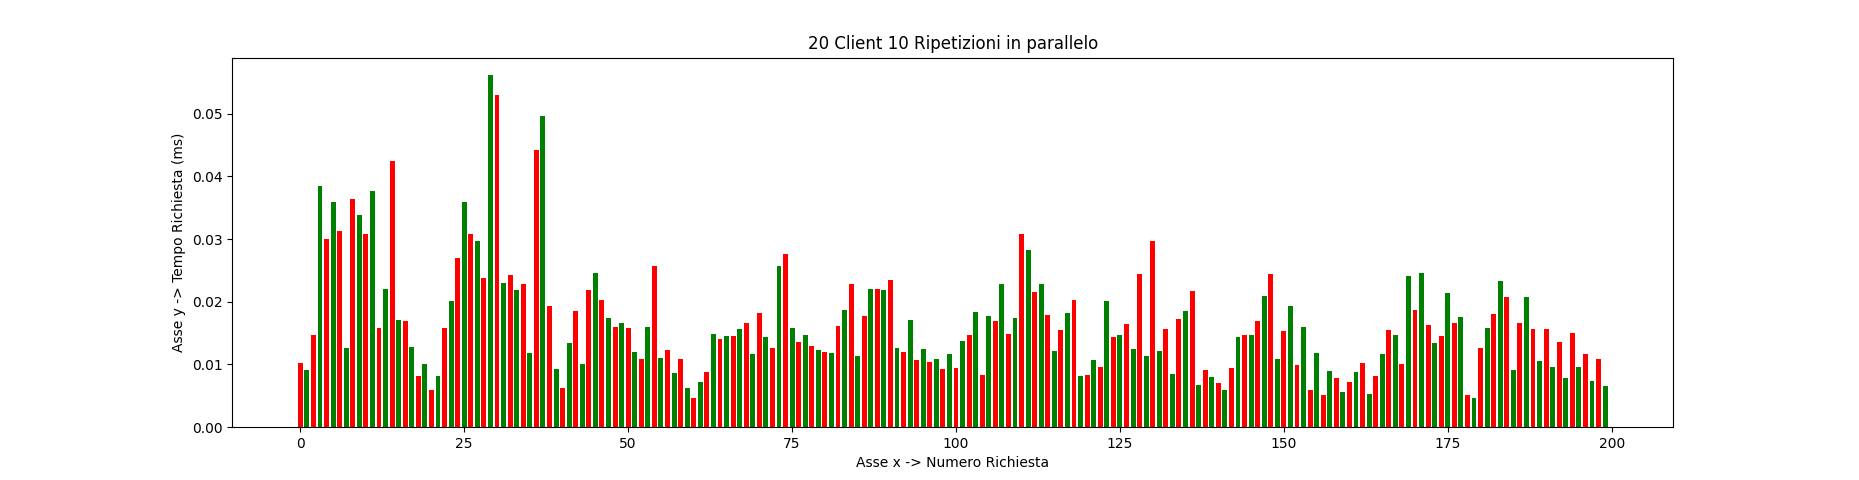 20 Client 10 Ripetizioni in parallelo
Asse y -> Tempo Richiesta (ms)
0.05
0.04
0.03
0.02
0.01
0.00
0 25 50 75 100 125 150 175 200
Asse x -> Numero Richiesta